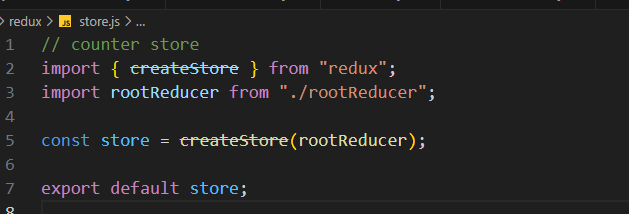 redux > JS store.js > ...
1 // counter store
2 import { createStore } from "redux";
3 import rootReducer from "./rootReducer";
4
5 const store = createStore(rootReducer);
6
7 export default store;
8